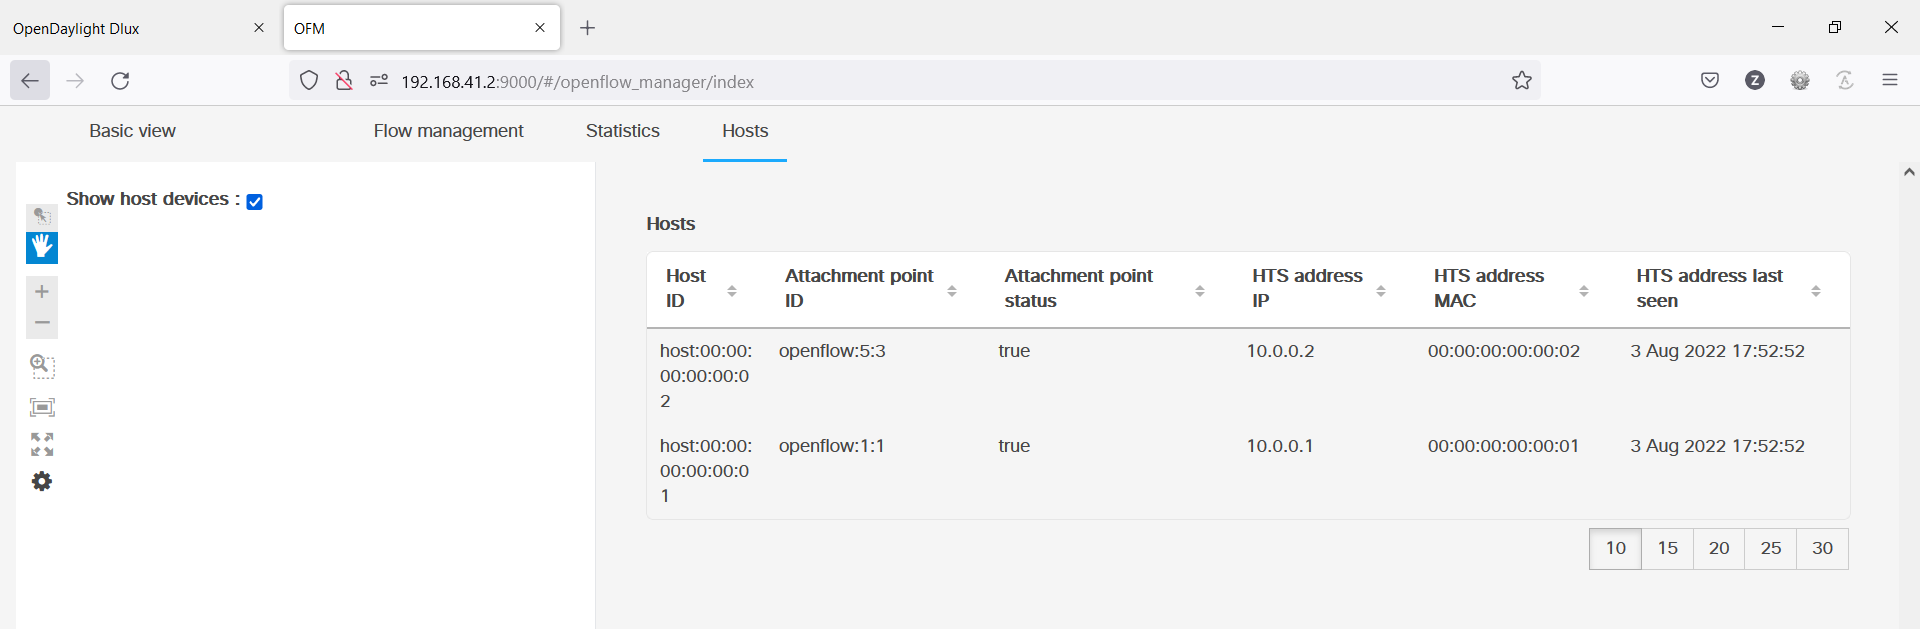 OpenDaylight Dlux
OFM
192.168.41.2:9000/#/openflow_manager/index
Z
Basic view
Flow management
Statistics
Hosts
Show host devices :
Hosts
Host ID
Attachment point ID
Attachment point status
HTS address IP
HTS address MAC
HTS address last seen
host:00:00:00:00:00:02
openflow:5:3
true
10.0.0.2
00:00:00:00:00:02
3 Aug 2022 17:52:52
host:00:00:00:00:00:01
openflow:1:1
true
10.0.0.1
00:00:00:00:00:01
3 Aug 2022 17:52:52
10
15
20
25
30